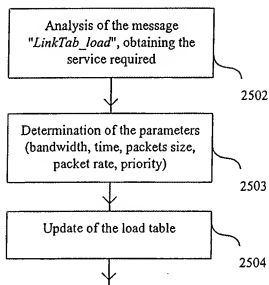 Analysis of the message
"LinkTab_load", obtaining the
service required
2502
Determination of the parameters
(bandwidth, time, packets size,
packet rate, priority)
2503
Update of the load table
2504